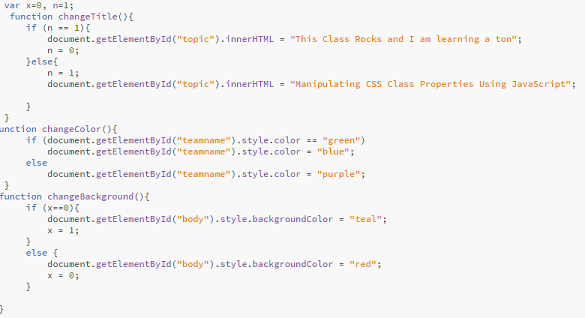 var x=0, n=1;
function changeTitle(){
if (n == 1){
document.getElementById("topic").innerHTML = "This Class Rocks and I am learning a ton";
n = 0;
}else{
n = 1;
document.getElementById("topic").innerHTML = "Manipulating CSS Class Properties Using JavaScript";
}
}
unction changeColor(){
if (document.getElementById("teamname").style.color == "green")
document.getElementById("teamname").style.color = "blue";
else
document.getElementById("teamname").style.color = "purple";
}
function changeBackground(){
if (x==0){
document.getElementById("body").style.backgroundColor = "teal";
x = 1;
}
else {
document.getElementById("body").style.backgroundColor = "red";
x = 0;
}
}